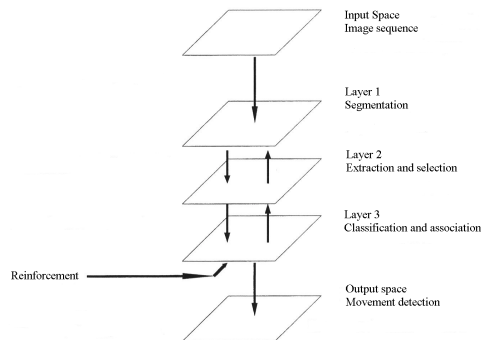 Input Space
Image sequence
Layer 1
Segmentation
Layer 2
Extraction and selection
Layer 3
Classification and association
Reinforcement
Output space
Movement detection